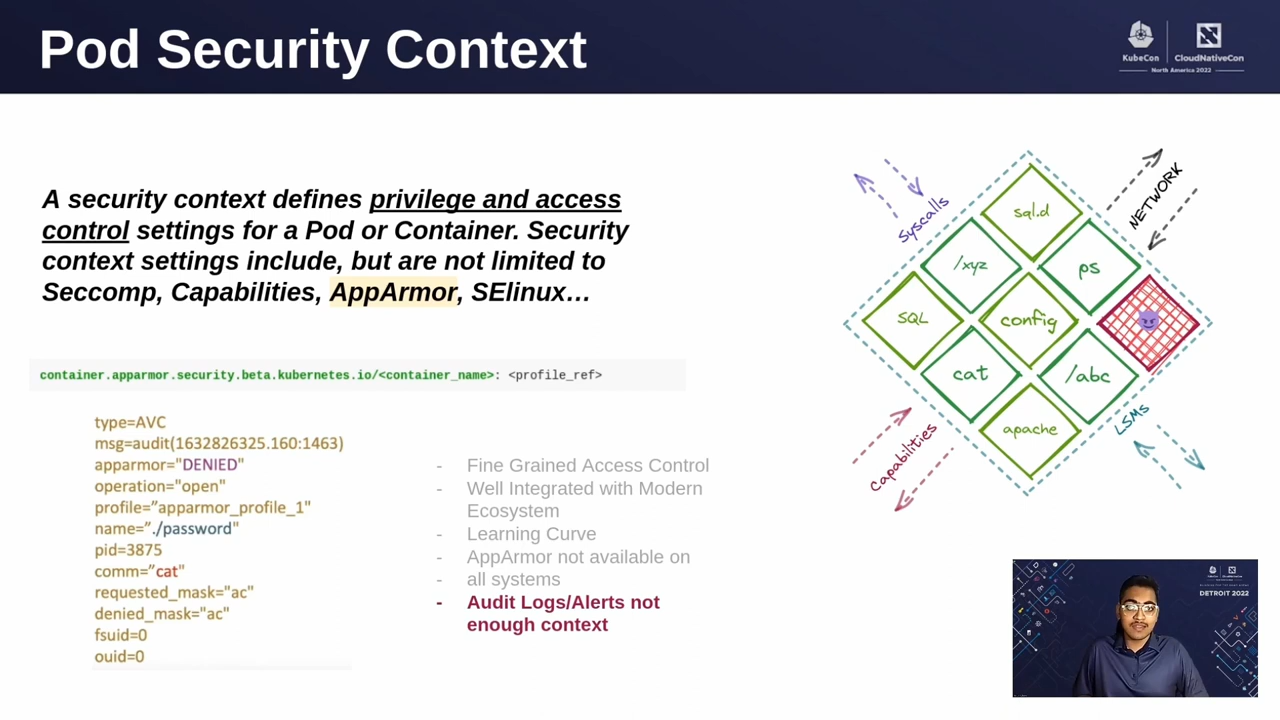 Pod Security Context
KubeCon
CloudNativeCon
North America 2022
A security context defines privilege and access
control settings for a Pod or Container. Security
context settings include, but are not limited to
Seccomp, Capabilities, AppArmor, SElinux…
container.apparmor.security.beta.kubernetes.io/<container_name>: <profile_ref>
type=AVC
msg=audit(1632826325.160:1463)
apparmor="DENIED"
operation="open"
profile=”apparmor_profile_1"
name=”./password"
pid=3875
comm=”cat"
requested_mask="ac"
denied_mask="ac"
fsuid=0
ouid=0
- Fine Grained Access Control
- Well Integrated with Modern
Ecosystem
- Learning Curve
- AppArmor not available on
- all systems
- Audit Logs/Alerts not
enough context
Syscalls
NETWORK
sql.d
/xyz
ps
SQL
config
cat
/abc
apache
Capabilities
LSMs
DETROIT 2022